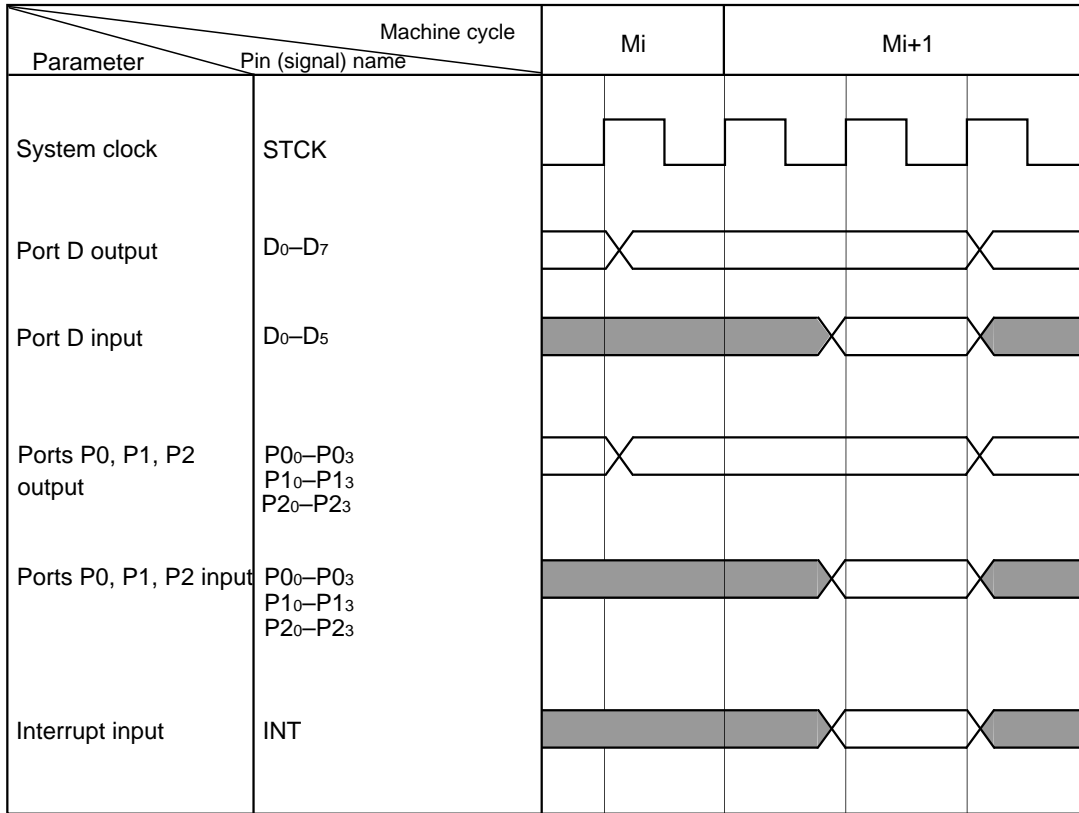 Machine cycle
Parameter
Pin (signal) name
Mi
Mi+1
System clock
STCK
Port D output
D0–D7
Port D input
D0–D5
Ports P0, P1, P2
output
P00–P03
P10–P13
P20–P23
Ports P0, P1, P2 input
P00–P03
P10–P13
P20–P23
Interrupt input
INT